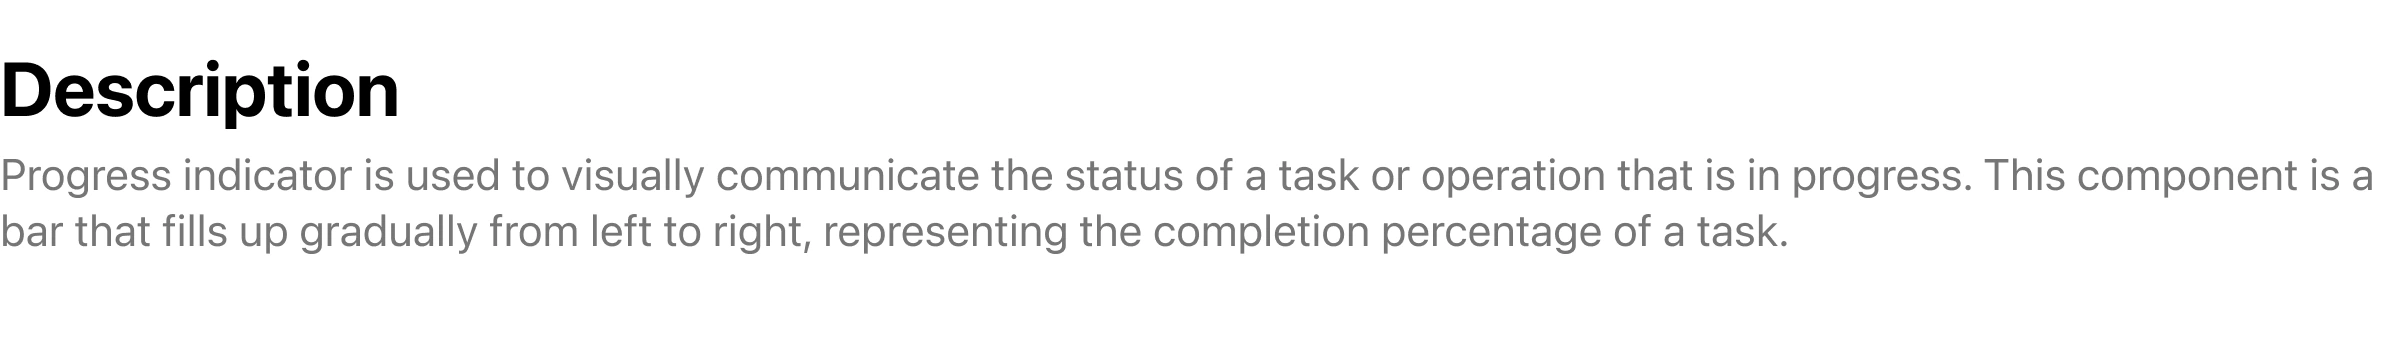 Description
Progress indicator is used to visually communicate the status of a task or operation that is in progress. This component is a
bar that fills up gradually from left to right, representing the completion percentage of a task.